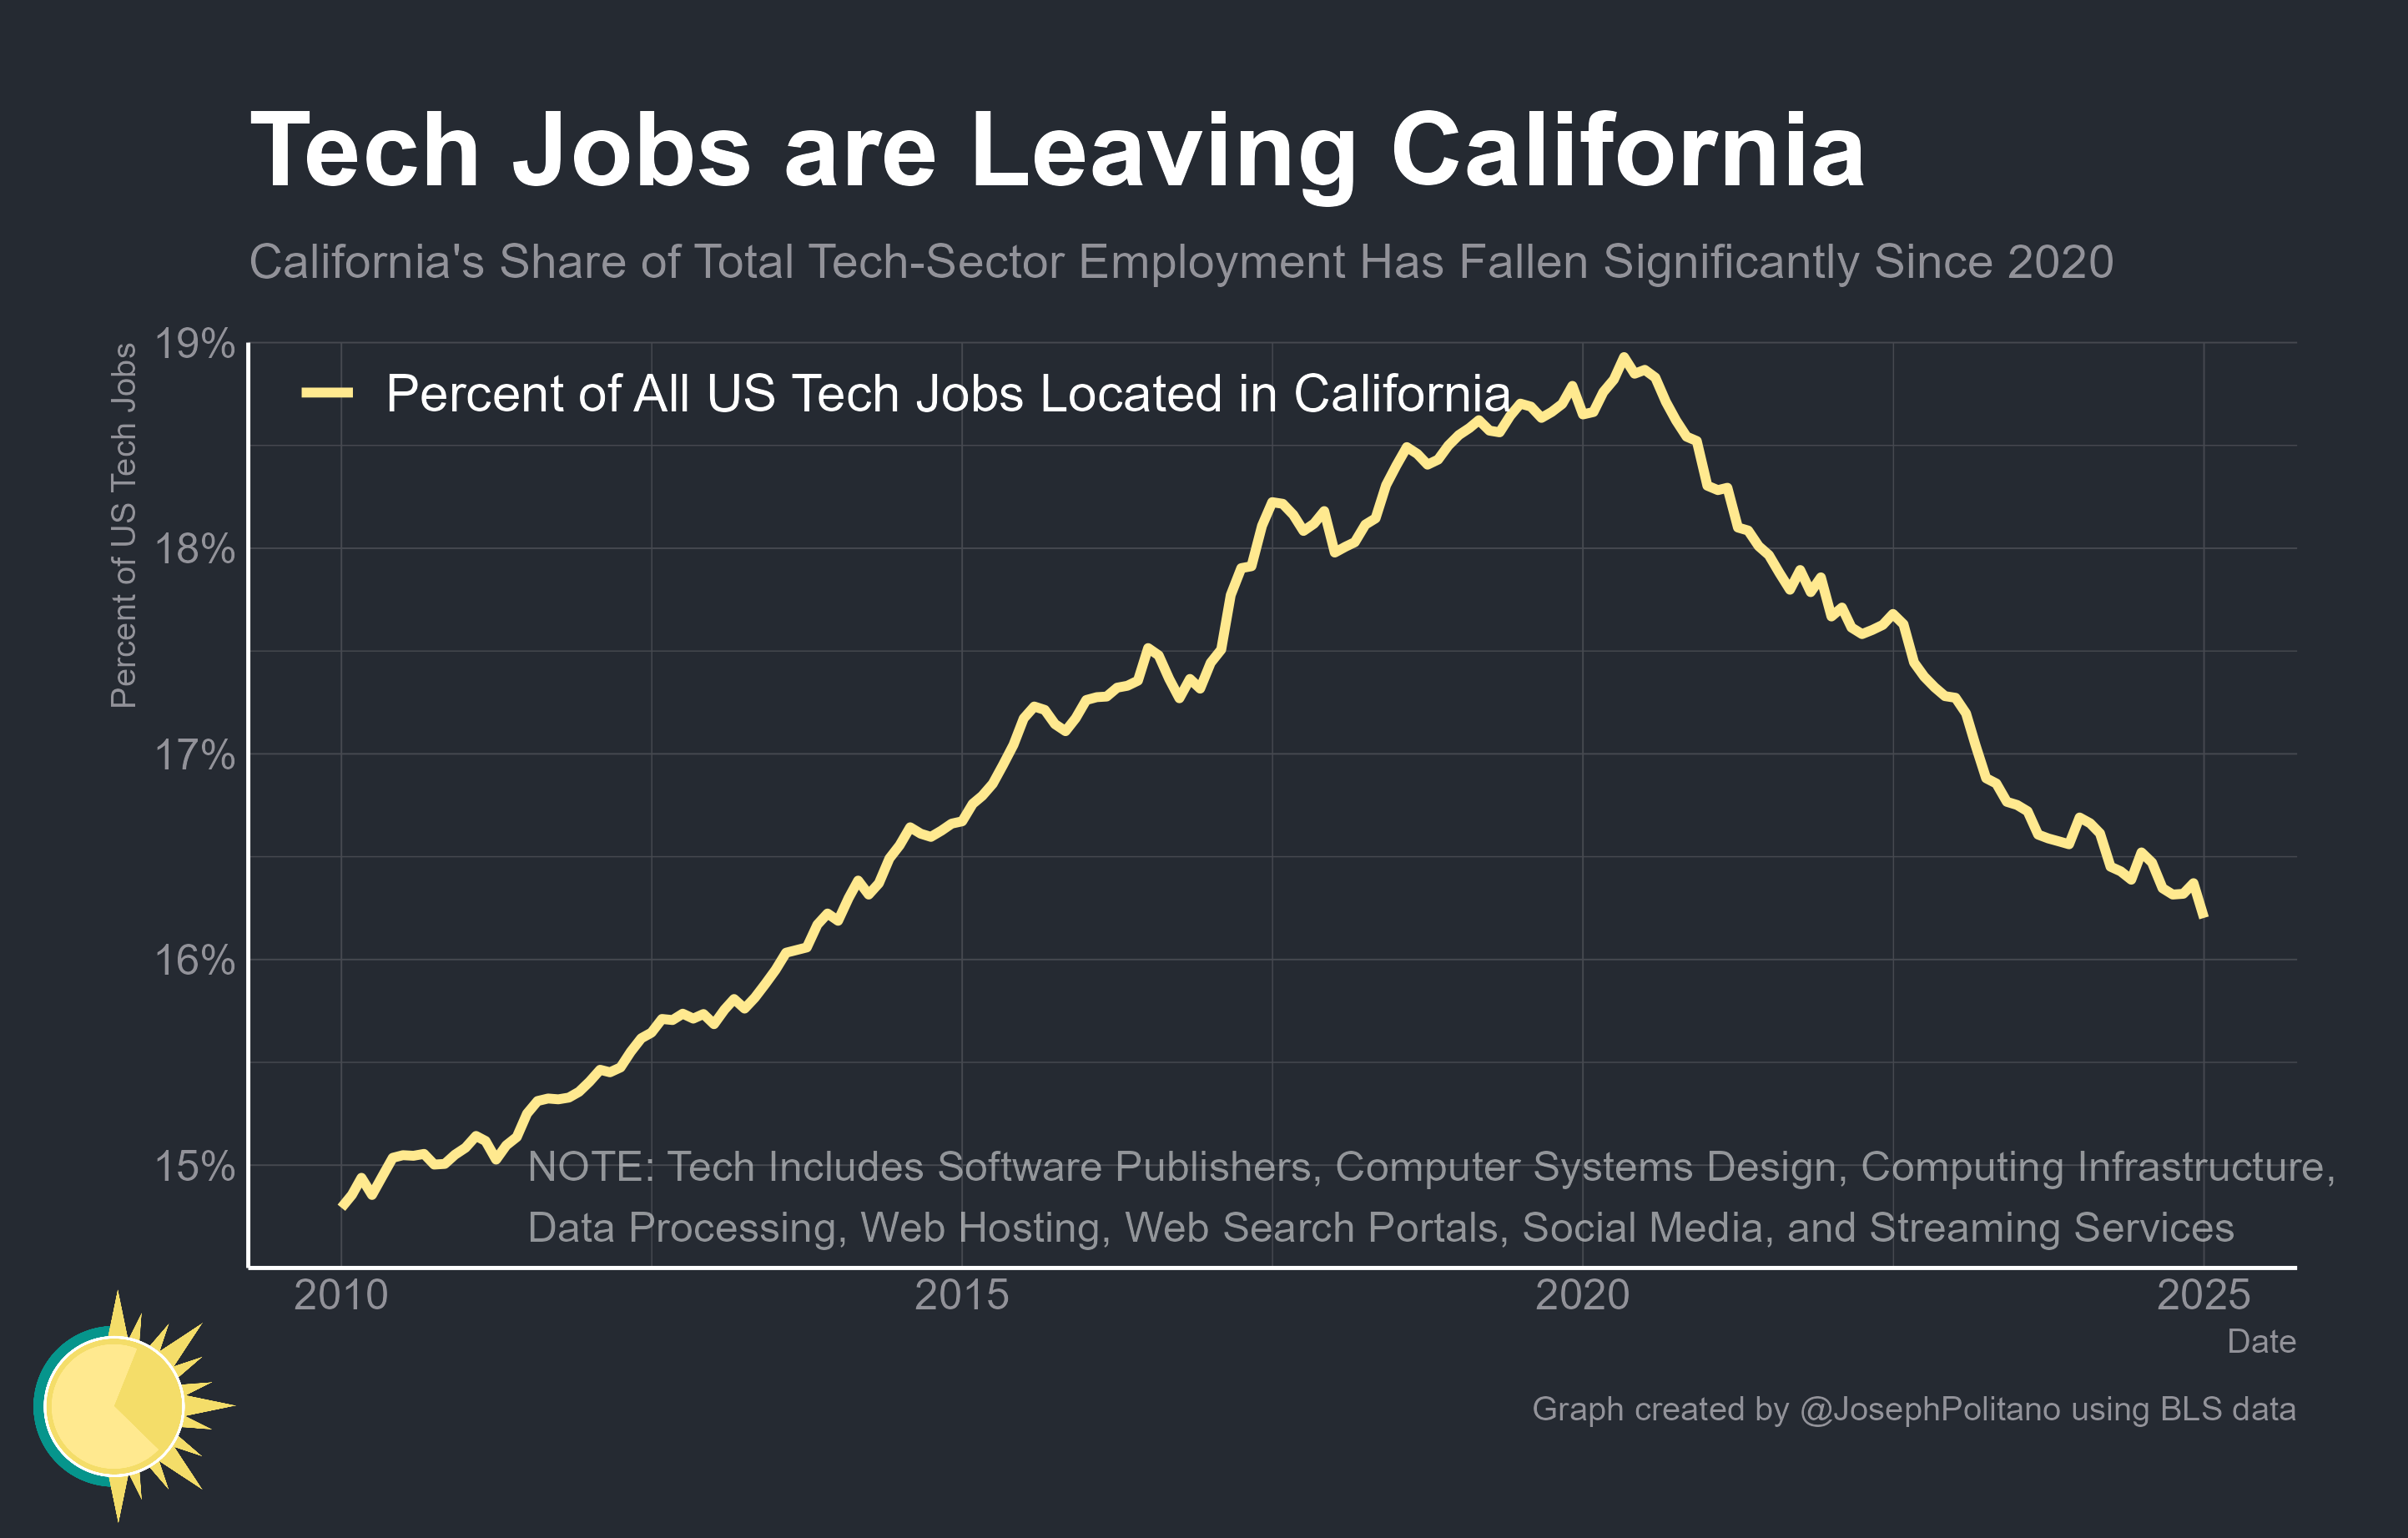 Tech Jobs are Leaving California
California's Share of Total Tech-Sector Employment Has Fallen Significantly Since 2020
Percent of US Tech Jobs
19%
18%
17%
16%
15%
Percent of All US Tech Jobs Located in California
NOTE: Tech Includes Software Publishers, Computer Systems Design, Computing Infrastructure,
Data Processing, Web Hosting, Web Search Portals, Social Media, and Streaming Services
2010
2015
2020
2025
Date
Graph created by @JosephPolitano using BLS data